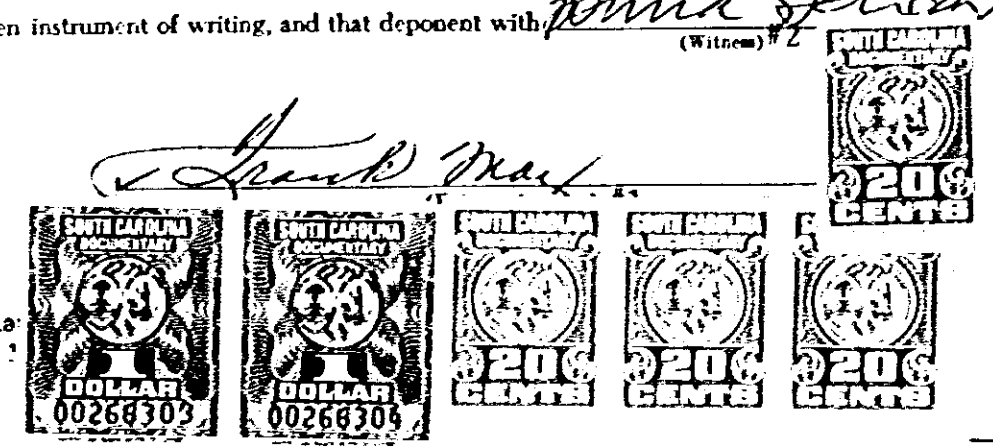 en instrument of writing, and that deponent with
(Witness) #2
SOUTH CAROLINA
DOCUMENTARY
20
CENTS
Frank
SOUTH CAROLINA
DOCUMENTARY
1
DOLLAR
00268303
SOUTH CAROLINA
DOCUMENTARY
1
DOLLAR
00268304
SOUTH CAROLINA
DOCUMENTARY
20
CENTS
SOUTH CAROLINA
DOCUMENTARY
20
CENTS
20
CENTS